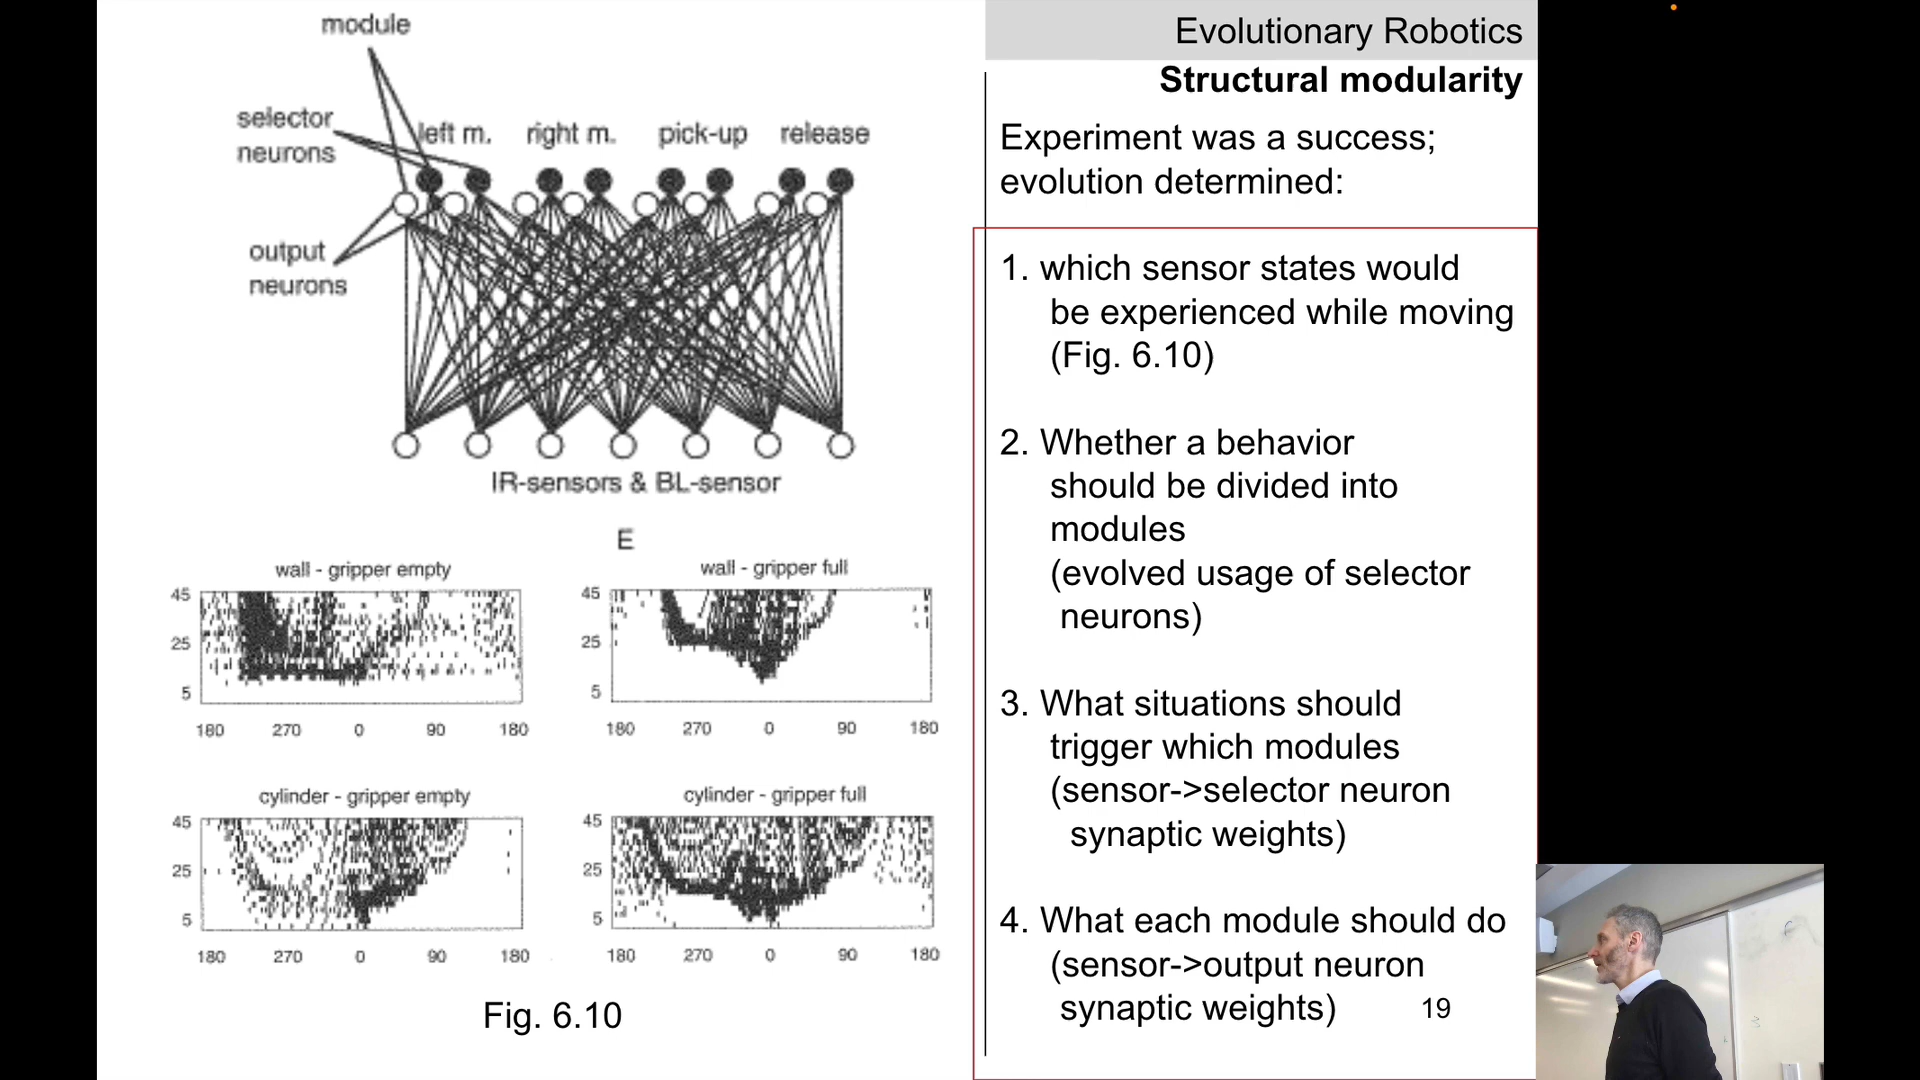 module
selector
neurons
left m. right m. pick-up release
output
neurons
IR-sensors & BL-sensor
E
wall - gripper empty
45
25
5
180 270 0 90 180
wall - gripper full
45
25
5
180 270 0 90 180
cylinder - gripper empty
45
25
5
180 270 0 90 180
cylinder - gripper full
45
25
5
180 270 0 90 180
Fig. 6.10
Evolutionary Robotics
Structural modularity
Experiment was a success;
evolution determined:
1. which sensor states would
be experienced while moving
(Fig. 6.10)
2. Whether a behavior
should be divided into
modules
(evolved usage of selector
neurons)
3. What situations should
trigger which modules
(sensor->selector neuron
synaptic weights)
4. What each module should do
(sensor->output neuron
synaptic weights)
19